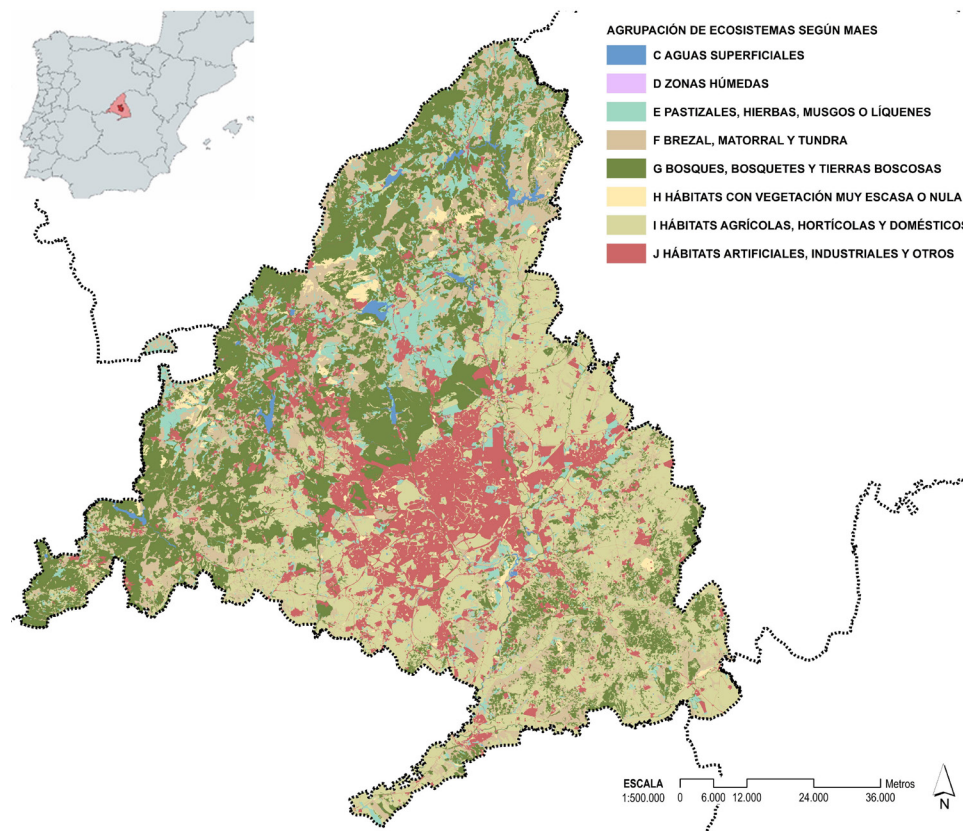 AGRUPACIÓN DE ECOSISTEMAS SEGÚN MAES
C AGUAS SUPERFICIALES
D ZONAS HÚMEDAS
E PASTIZALES, HIERBAS, MUSGOS O LÍQUENES
F BREZAL, MATORRAL Y TUNDRA
G BOSQUES, BOSQUETES Y TIERRAS BOSCOSAS
H HÁBITATS CON VEGETACIÓN MUY ESCASA O NULA
I HÁBITATS AGRÍCOLAS, HORTÍCOLAS Y DOMÉSTICOS
J HÁBITATS ARTIFICIALES, INDUSTRIALES Y OTROS
ESCALA
1:500.000
Metros
0 6.000 12.000 24.000 36.000
N